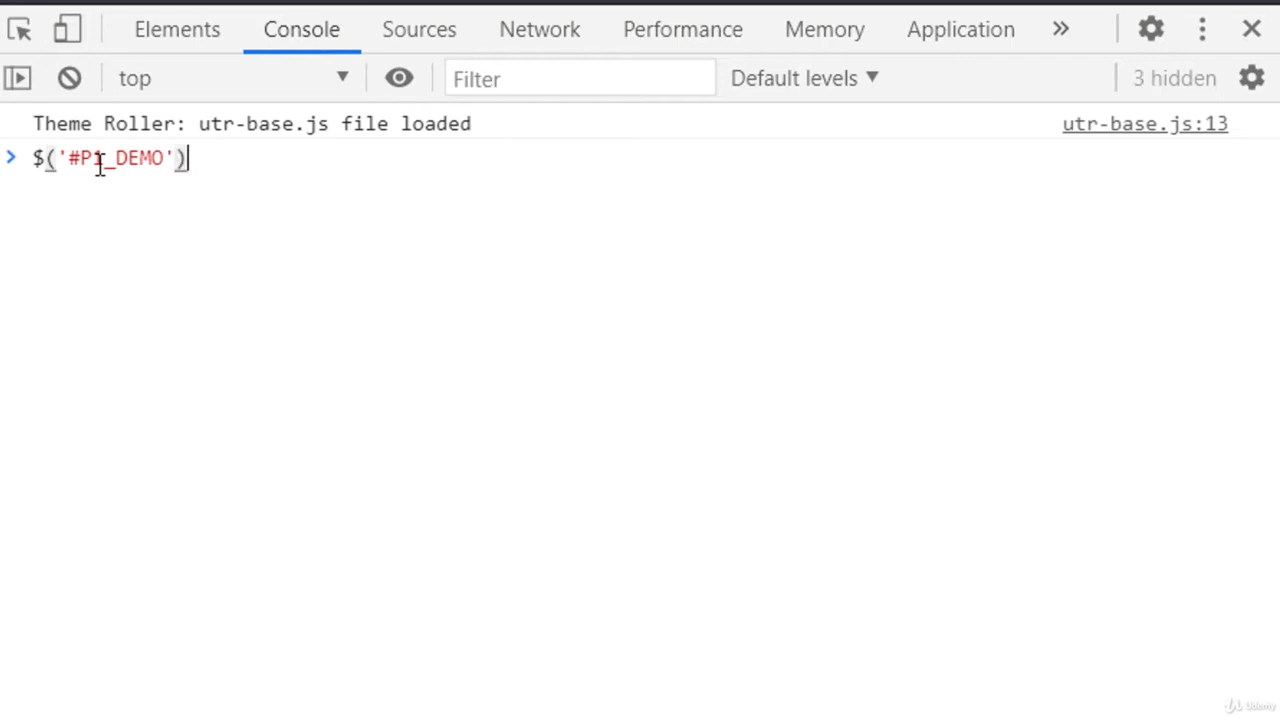 Elements Console Sources Network Performance Memory Application »
top ▼ Filter Default levels ▼ 3 hidden
Theme Roller: utr-base.js file loaded utr-base.js:13
> $('#P1_DEMO')
Udemy